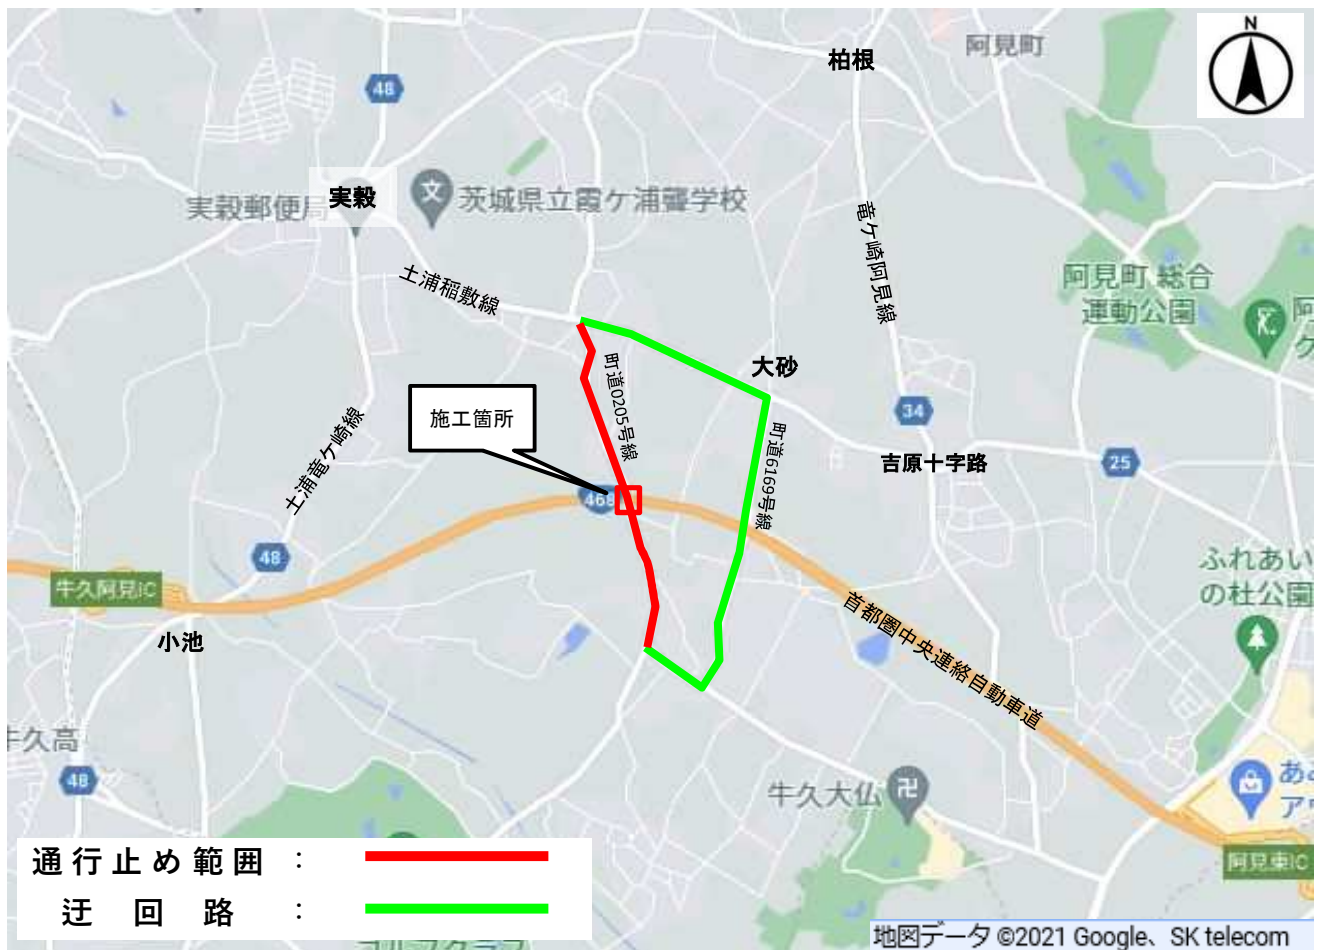 N
柏根
阿見町
48
実穀郵便局
実穀
茨城県立霞ケ浦聾学校
竜ケ崎阿見線
土浦稲敷線
阿見町 総合
運動公園
大砂
町道0205号線
施工箇所
34
町道6169号線
土浦竜ケ崎線
吉原十字路
25
468
48
牛久阿見IC
ふれあい
の杜公園
首都圏中央連絡自動車道
小池
牛久高
48
牛久大仏
阿見東IC
通行止め範囲 :
迂回路 :
地図データ ©2021 Google、SK telecom